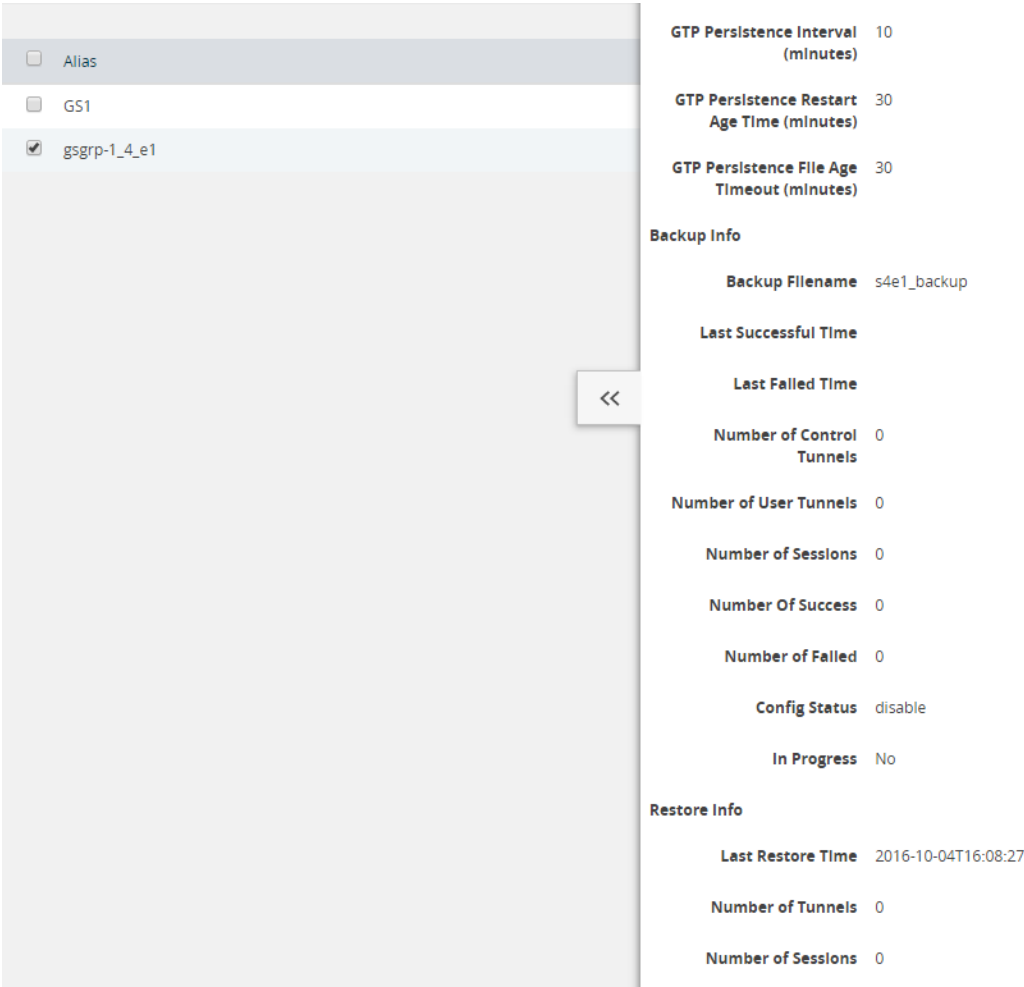 Alias
GS1
gsgrp-1_4_e1
<<
GTP Persistence Interval 10
(minutes)
GTP Persistence Restart 30
Age Time (minutes)
GTP Persistence File Age 30
Timeout (minutes)
Backup Info
Backup Filename s4e1_backup
Last Successful Time
Last Failed Time
Number of Control 0
Tunnels
Number of User Tunnels 0
Number of Sessions 0
Number Of Success 0
Number of Failed 0
Config Status disable
In Progress No
Restore Info
Last Restore Time 2016-10-04T16:08:27
Number of Tunnels 0
Number of Sessions 0